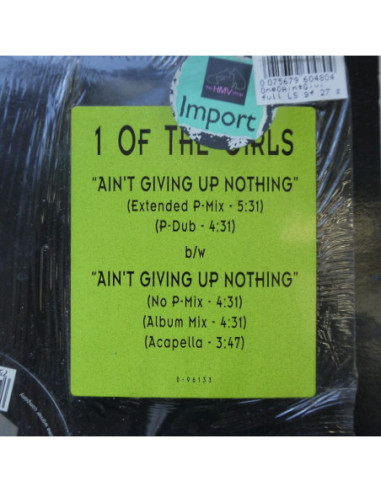 HMV
Import
0 075679 604804
1 OF THE GIRLS
"AIN'T GIVING UP NOTHING"
(Extended P-Mix - 5:31)
(P-Dub - 4:31)
b/w
"AIN'T GIVING UP NOTHING"
(No P-Mix - 4:31)
(Album Mix - 4:31)
(Acapella - 3:47)
0-96133